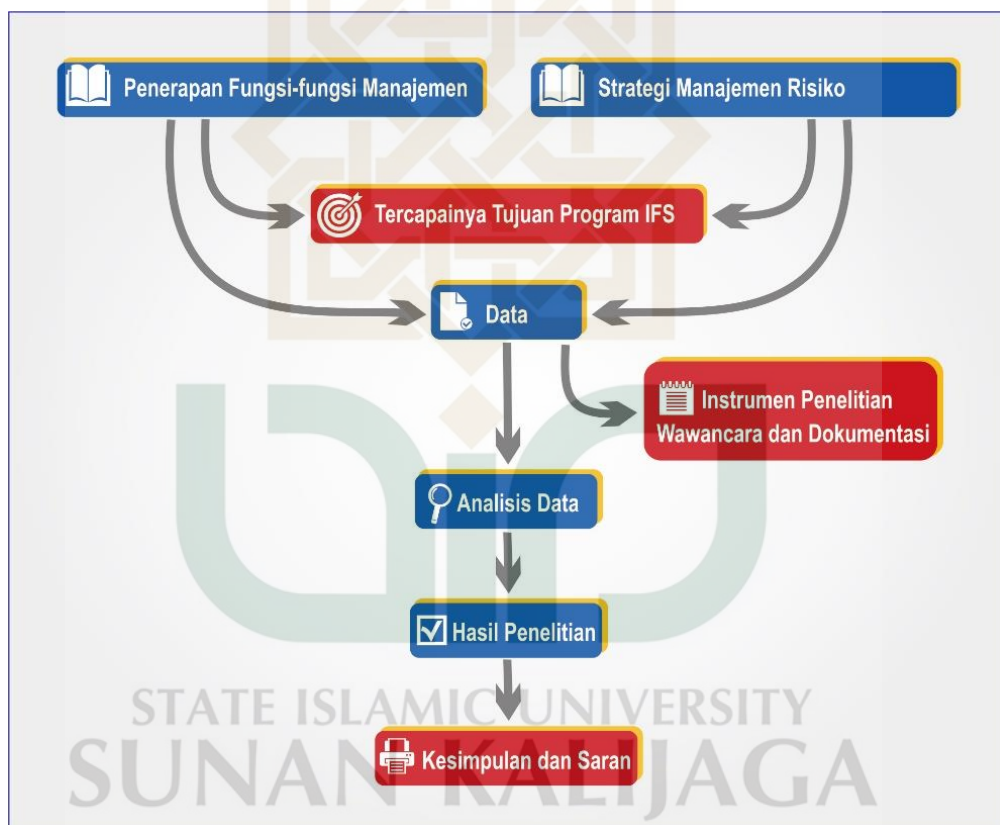 Penerapan Fungsi-fungsi Manajemen
Strategi Manajemen Risiko
Tercapainya Tujuan Program IFS
Data
Instrumen Penelitian
Wawancara dan Dokumentasi
Analisis Data
Hasil Penelitian
STATE ISLAMIC UNIVERSITY
SUNAN KALIJAGA
Kesimpulan dan Saran